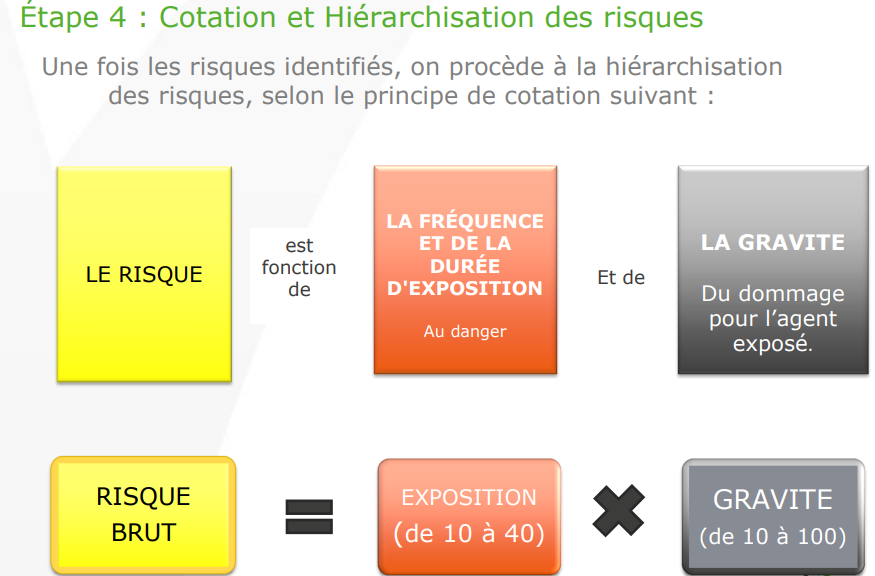 Étape 4 : Cotation et Hiérarchisation des risques
Une fois les risques identifiés, on procède à la hiérarchisation
des risques, selon le principe de cotation suivant :
LE RISQUE
est
fonction
de
LA FRÉQUENCE
ET DE LA
DURÉE
D'EXPOSITION
Au danger
Et de
LA GRAVITE
Du dommage
pour l’agent
exposé.
RISQUE
BRUT
=
EXPOSITION
(de 10 à 40)
✖
GRAVITE
(de 10 à 100)